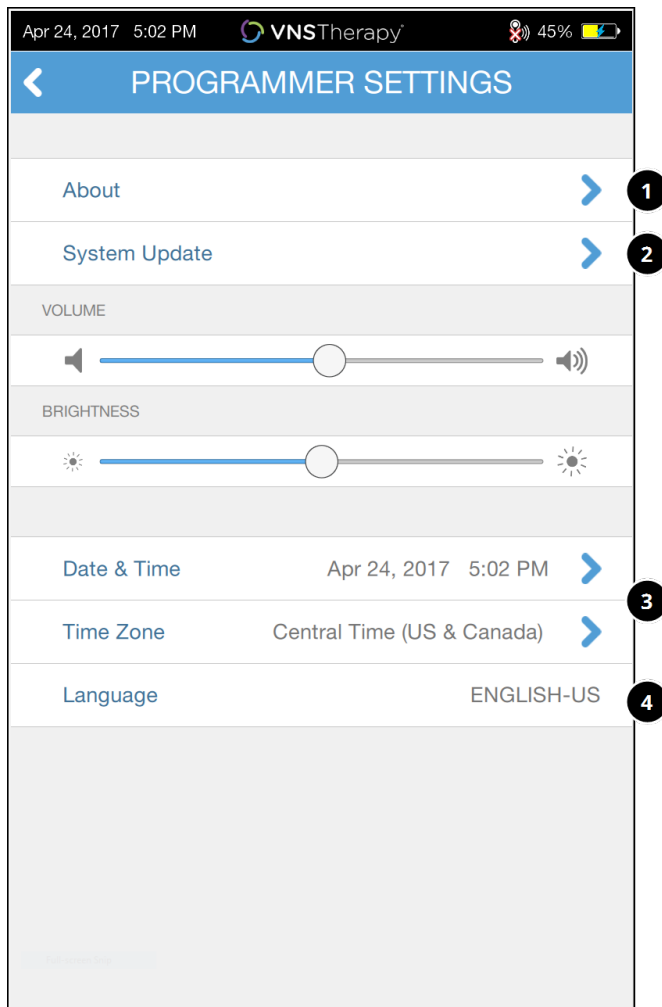 Apr 24, 2017 5:02 PM VNSTherapy 45%
PROGRAMMER SETTINGS
About 1
System Update 2
VOLUME
BRIGHTNESS
Date & Time Apr 24, 2017 5:02 PM
3
Time Zone Central Time (US & Canada)
Language ENGLISH-US 4